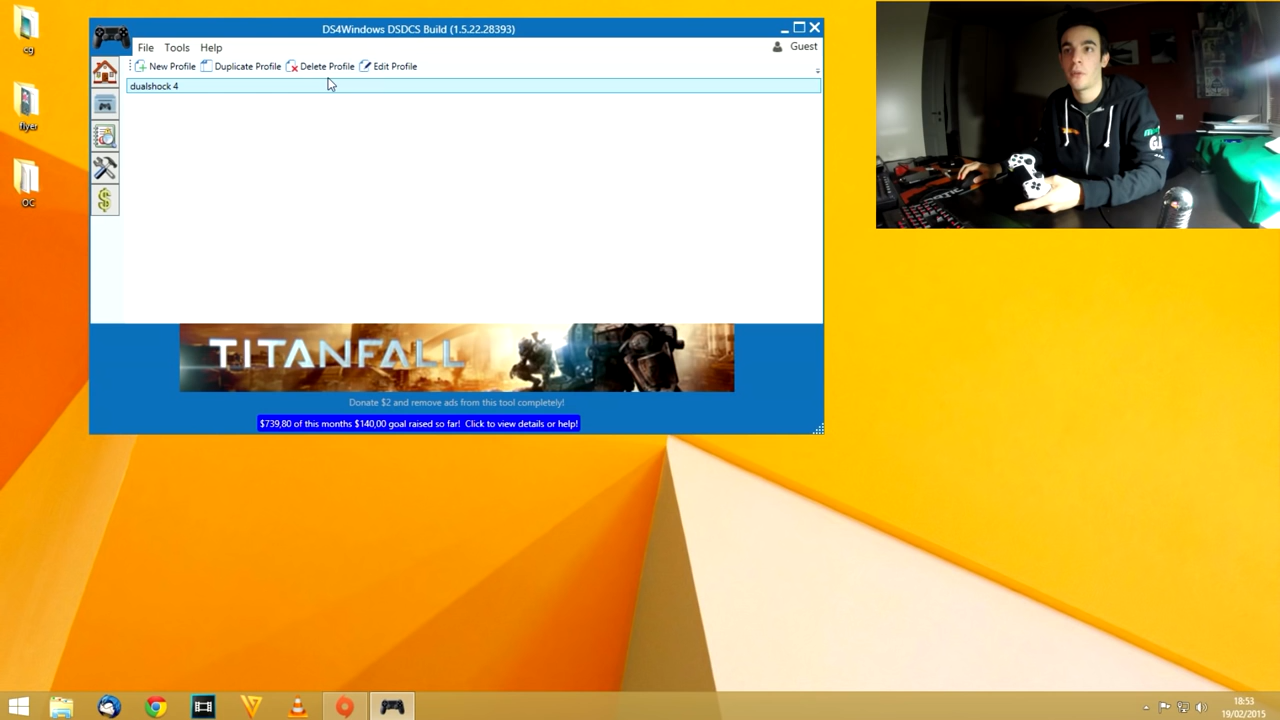 DS4Windows DSDCS Build (1.5.22.28393)
File Tools Help
Guest
New Profile Duplicate Profile Delete Profile Edit Profile
dualshock 4
cg
flyer
OC
TITANFALL
Donate $2 and remove ads from this tool completely!
$739,80 of this months $140,00 goal raised so far! Click to view details or help!
18:53
19/02/2015